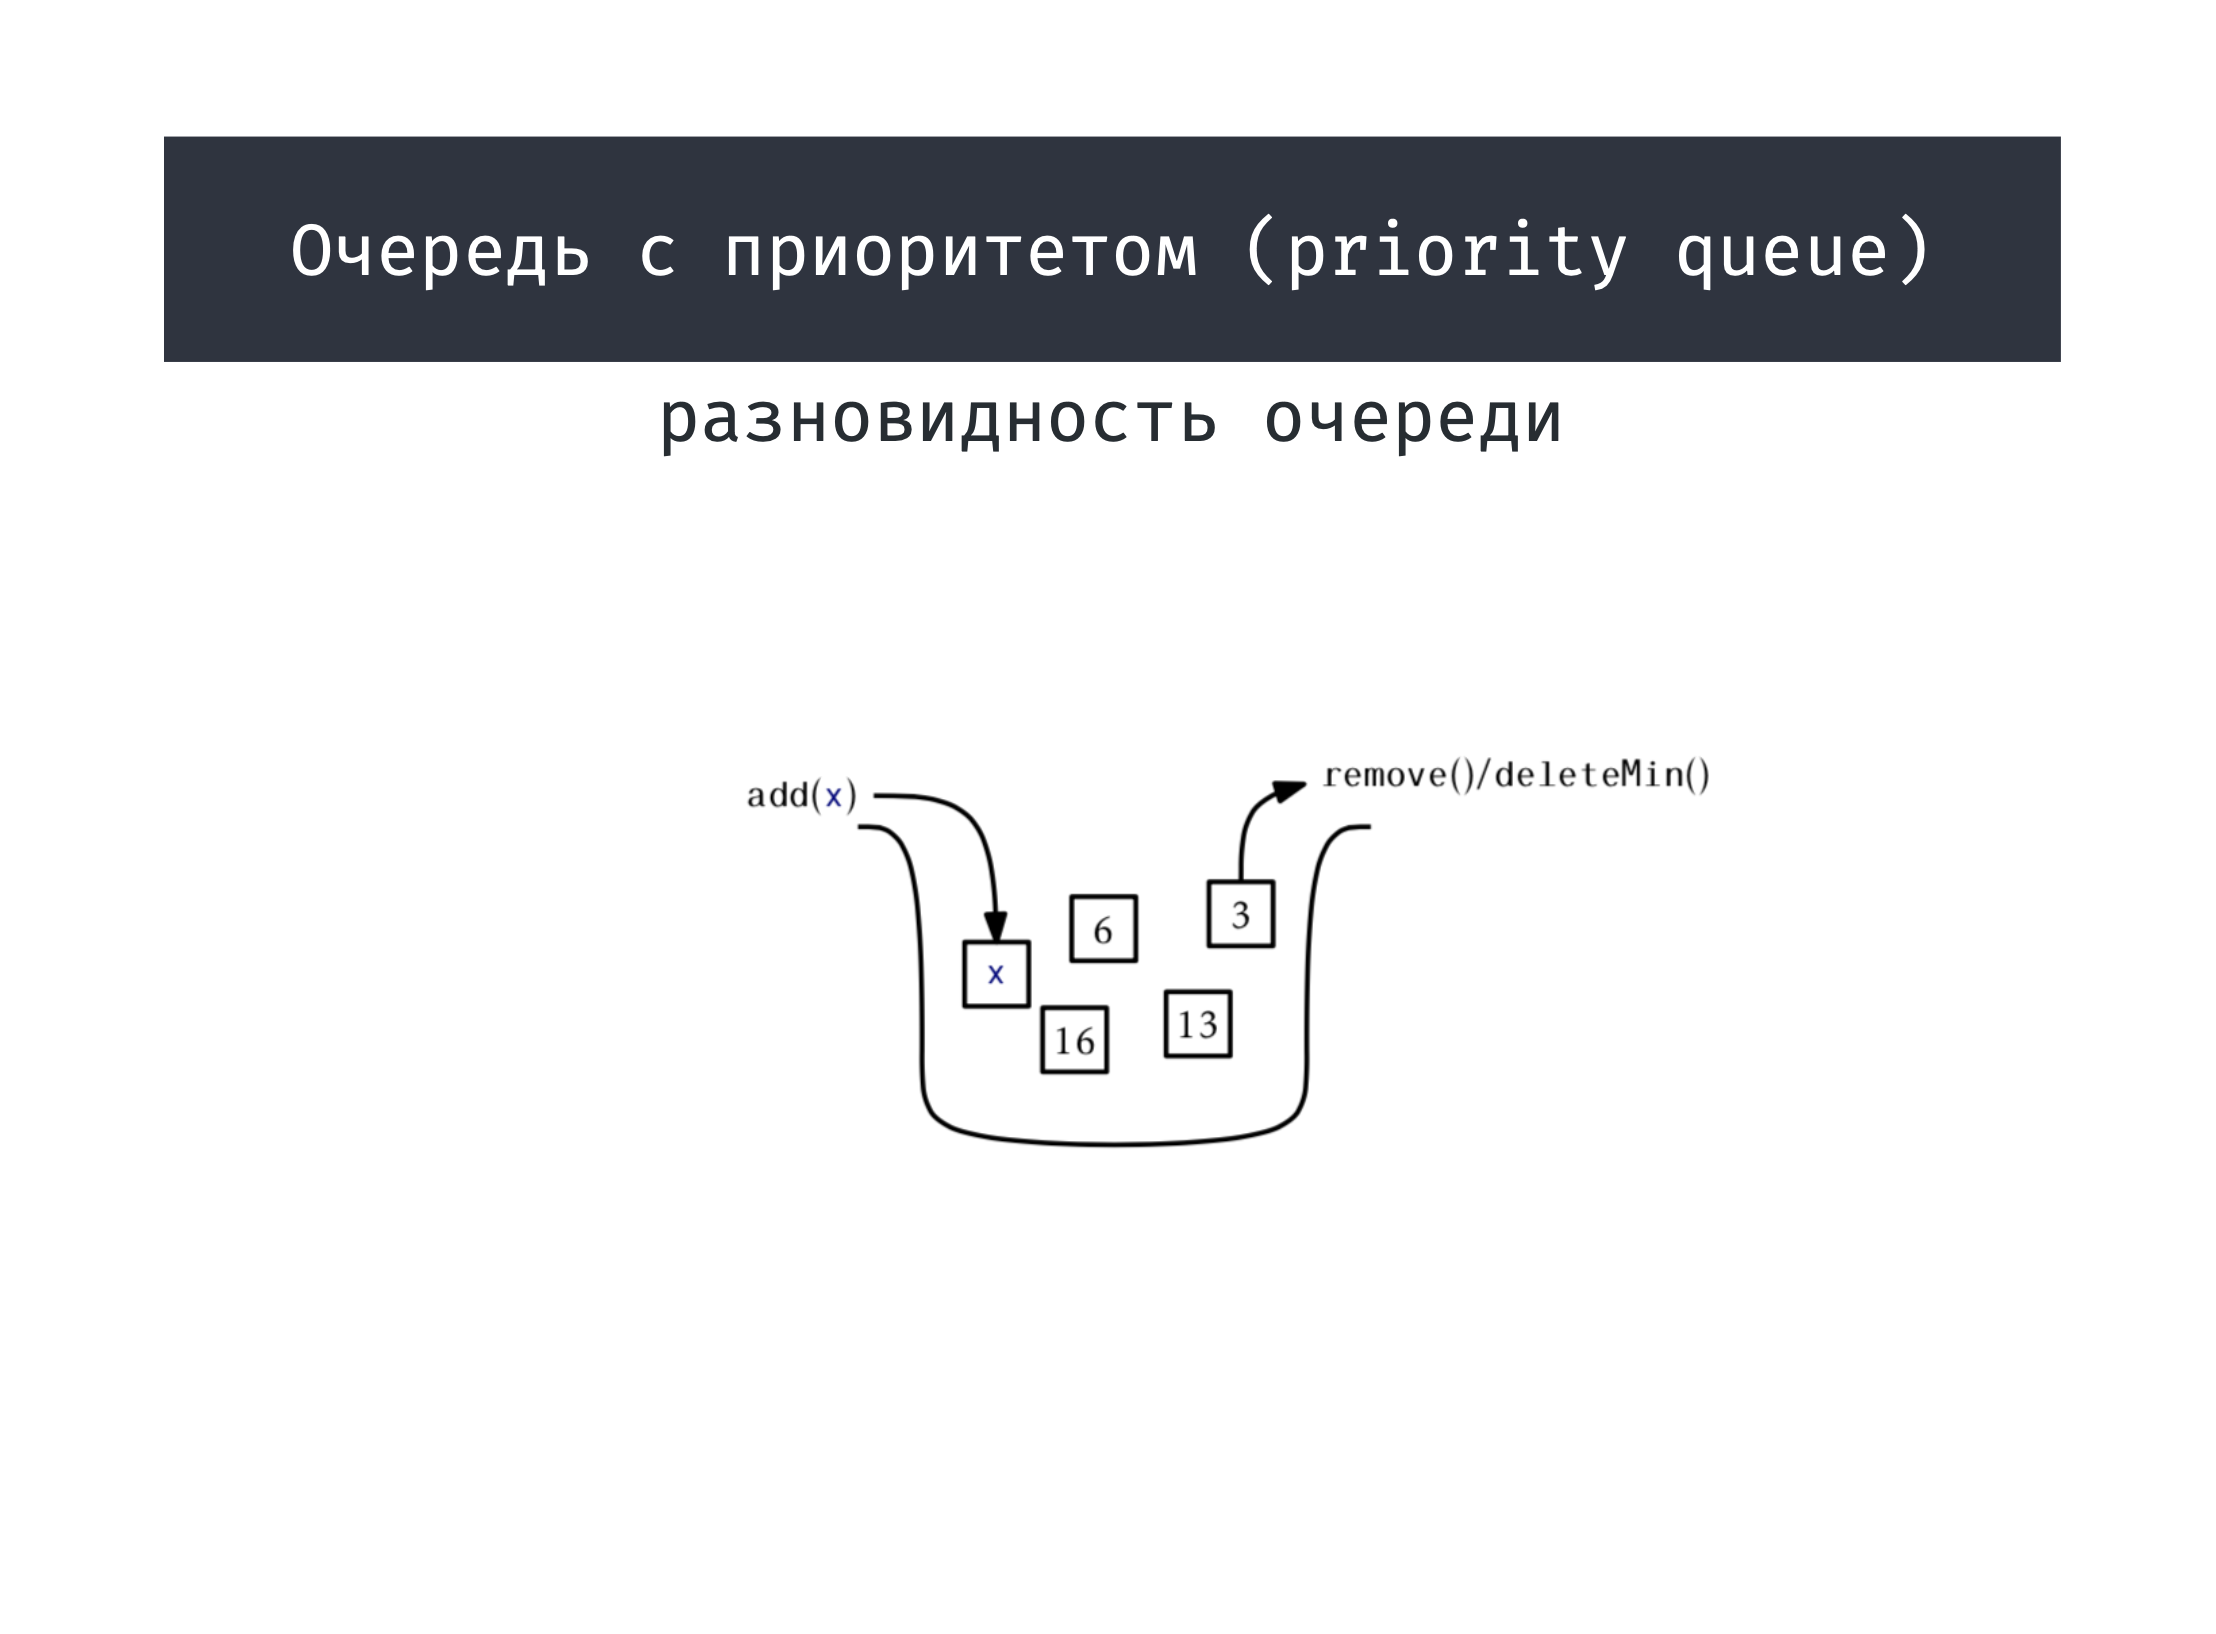 Очередь с приоритетом (priority queue)
разновидность очереди
add(x)
remove()/deleteMin()
6
3
x
16
13